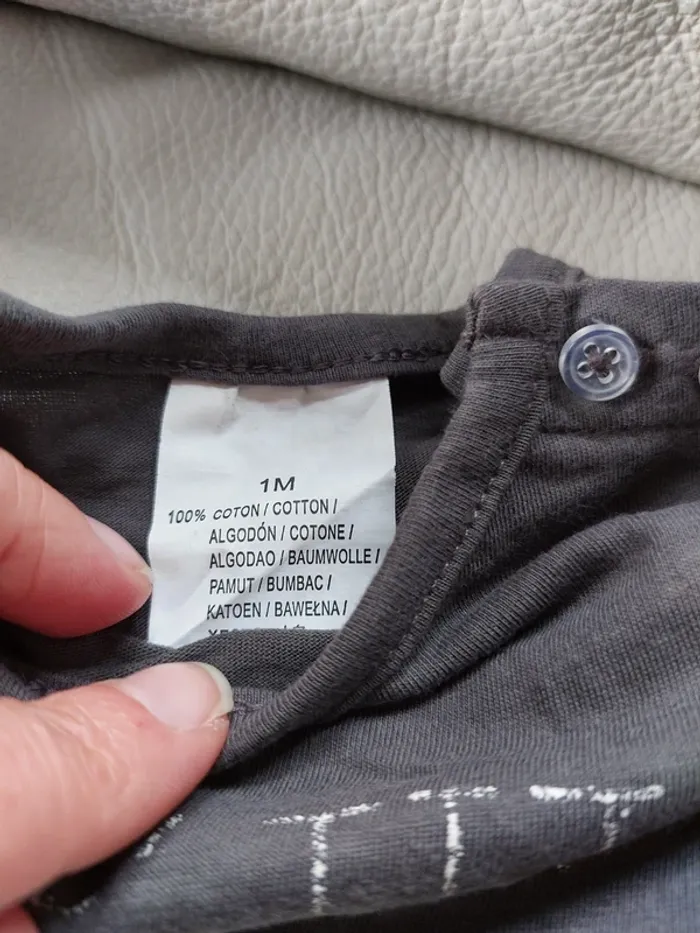 1M
100% COTON / COTTON /
ALGODÓN / COTONE /
ALGODAO / BAUMWOLLE /
PAMUT / BUMBAC /
KATOEN / BAWEŁNA /